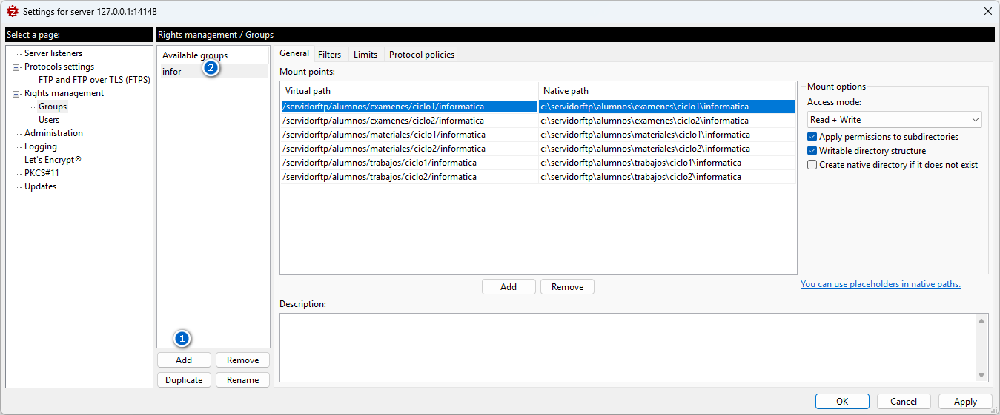 Settings for server 127.0.0.1:14148
Select a page:
Rights management / Groups
Server listeners
Protocols settings
FTP and FTP over TLS (FTPS)
Rights management
Groups
Users
Administration
Logging
Let's Encrypt®
PKCS#11
Updates
Available groups
infor
2
1
Add Remove
Duplicate Rename
General Filters Limits Protocol policies
Mount points:
Virtual path Native path
/servidorftp/alumnos/examenes/ciclo1/informatica c:\servidorftp\alumnos\examenes\ciclo1\informatica
/servidorftp/alumnos/examenes/ciclo2/informatica c:\servidorftp\alumnos\examenes\ciclo2\informatica
/servidorftp/alumnos/materiales/ciclo1/informatica c:\servidorftp\alumnos\materiales\ciclo1\informatica
/servidorftp/alumnos/materiales/ciclo2/informatica c:\servidorftp\alumnos\materiales\ciclo2\informatica
/servidorftp/alumnos/trabajos/ciclo1/informatica c:\servidorftp\alumnos\trabajos\ciclo1\informatica
/servidorftp/alumnos/trabajos/ciclo2/informatica c:\servidorftp\alumnos\trabajos\ciclo2\informatica
Add Remove
Mount options
Access mode:
Read + Write
Apply permissions to subdirectories
Writable directory structure
Create native directory if it does not exist
You can use placeholders in native paths.
Description:
OK Cancel Apply